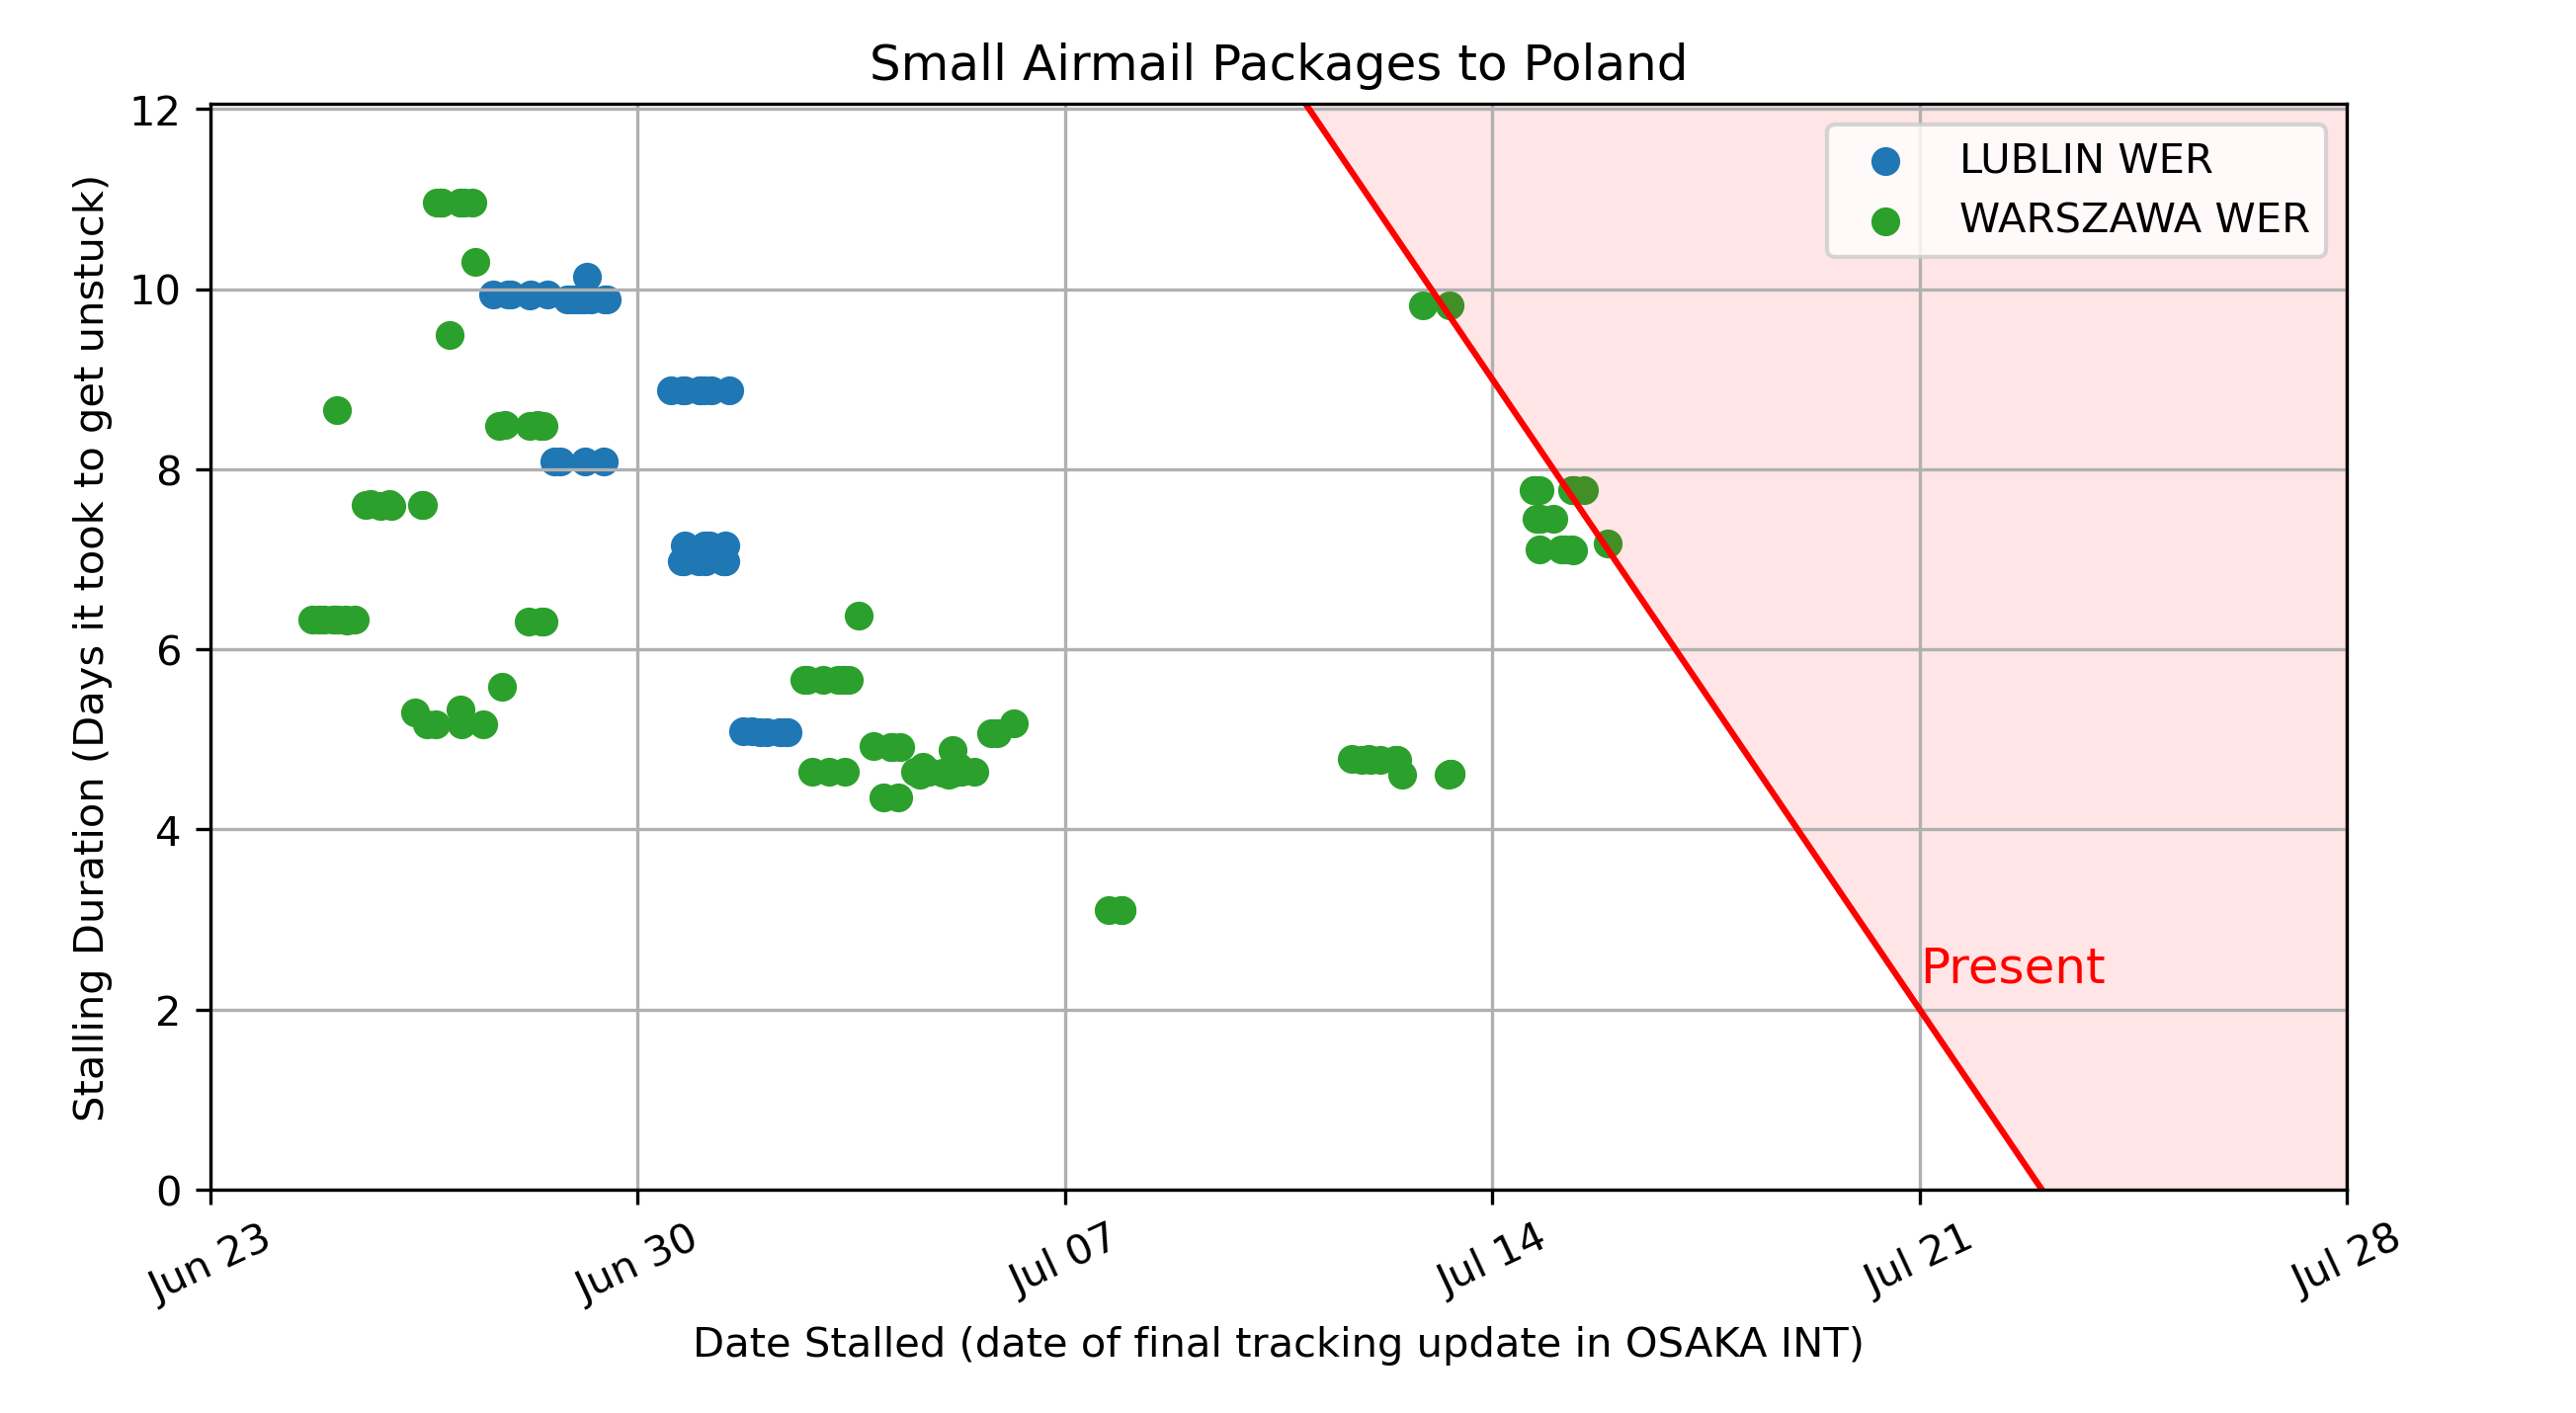 Small Airmail Packages to Poland
Stalling Duration (Days it took to get unstuck)
12
10
8
6
4
2
0
LUBLIN WER
WARSZAWA WER
Present
Jun 23
Jun 30
Jul 07
Jul 14
Jul 21
Jul 28
Date Stalled (date of final tracking update in OSAKA INT)